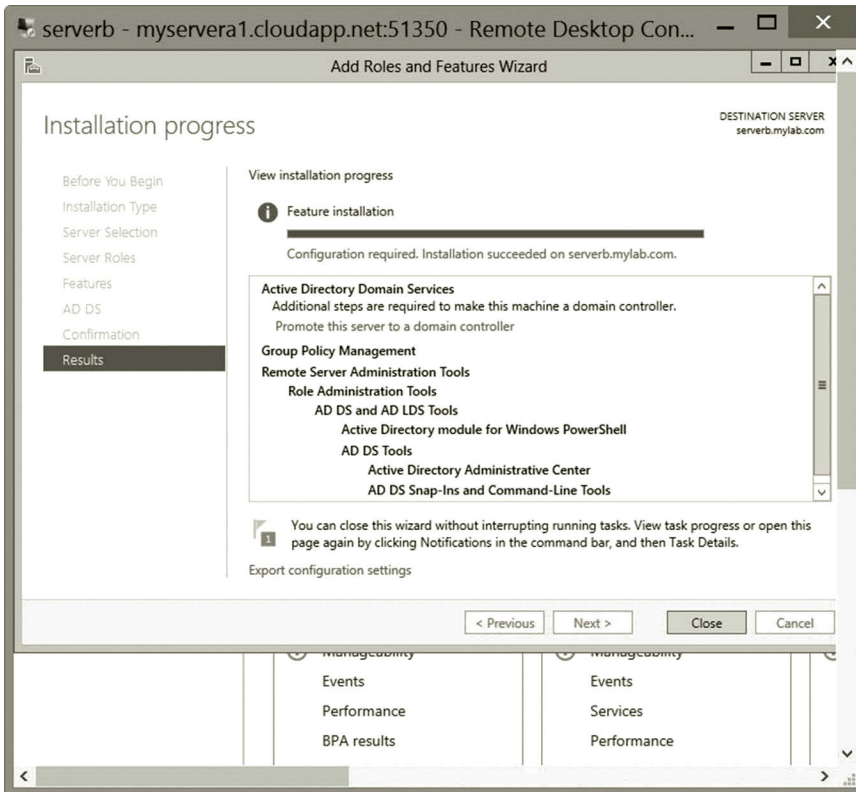 serverb - myservera1.cloudapp.net:51350 - Remote Desktop Con...
Add Roles and Features Wizard
Installation progress
DESTINATION SERVER
serverb.mylab.com
Before You Begin
Installation Type
Server Selection
Server Roles
Features
AD DS
Confirmation
Results
View installation progress
Feature installation
Configuration required. Installation succeeded on serverb.mylab.com.
Active Directory Domain Services
Additional steps are required to make this machine a domain controller.
Promote this server to a domain controller
Group Policy Management
Remote Server Administration Tools
Role Administration Tools
AD DS and AD LDS Tools
Active Directory module for Windows PowerShell
AD DS Tools
Active Directory Administrative Center
AD DS Snap-Ins and Command-Line Tools
1
You can close this wizard without interrupting running tasks. View task progress or open this
page again by clicking Notifications in the command bar, and then Task Details.
Export configuration settings
< Previous Next > Close Cancel
Manageability Manageability
Events Events
Performance Services
BPA results Performance